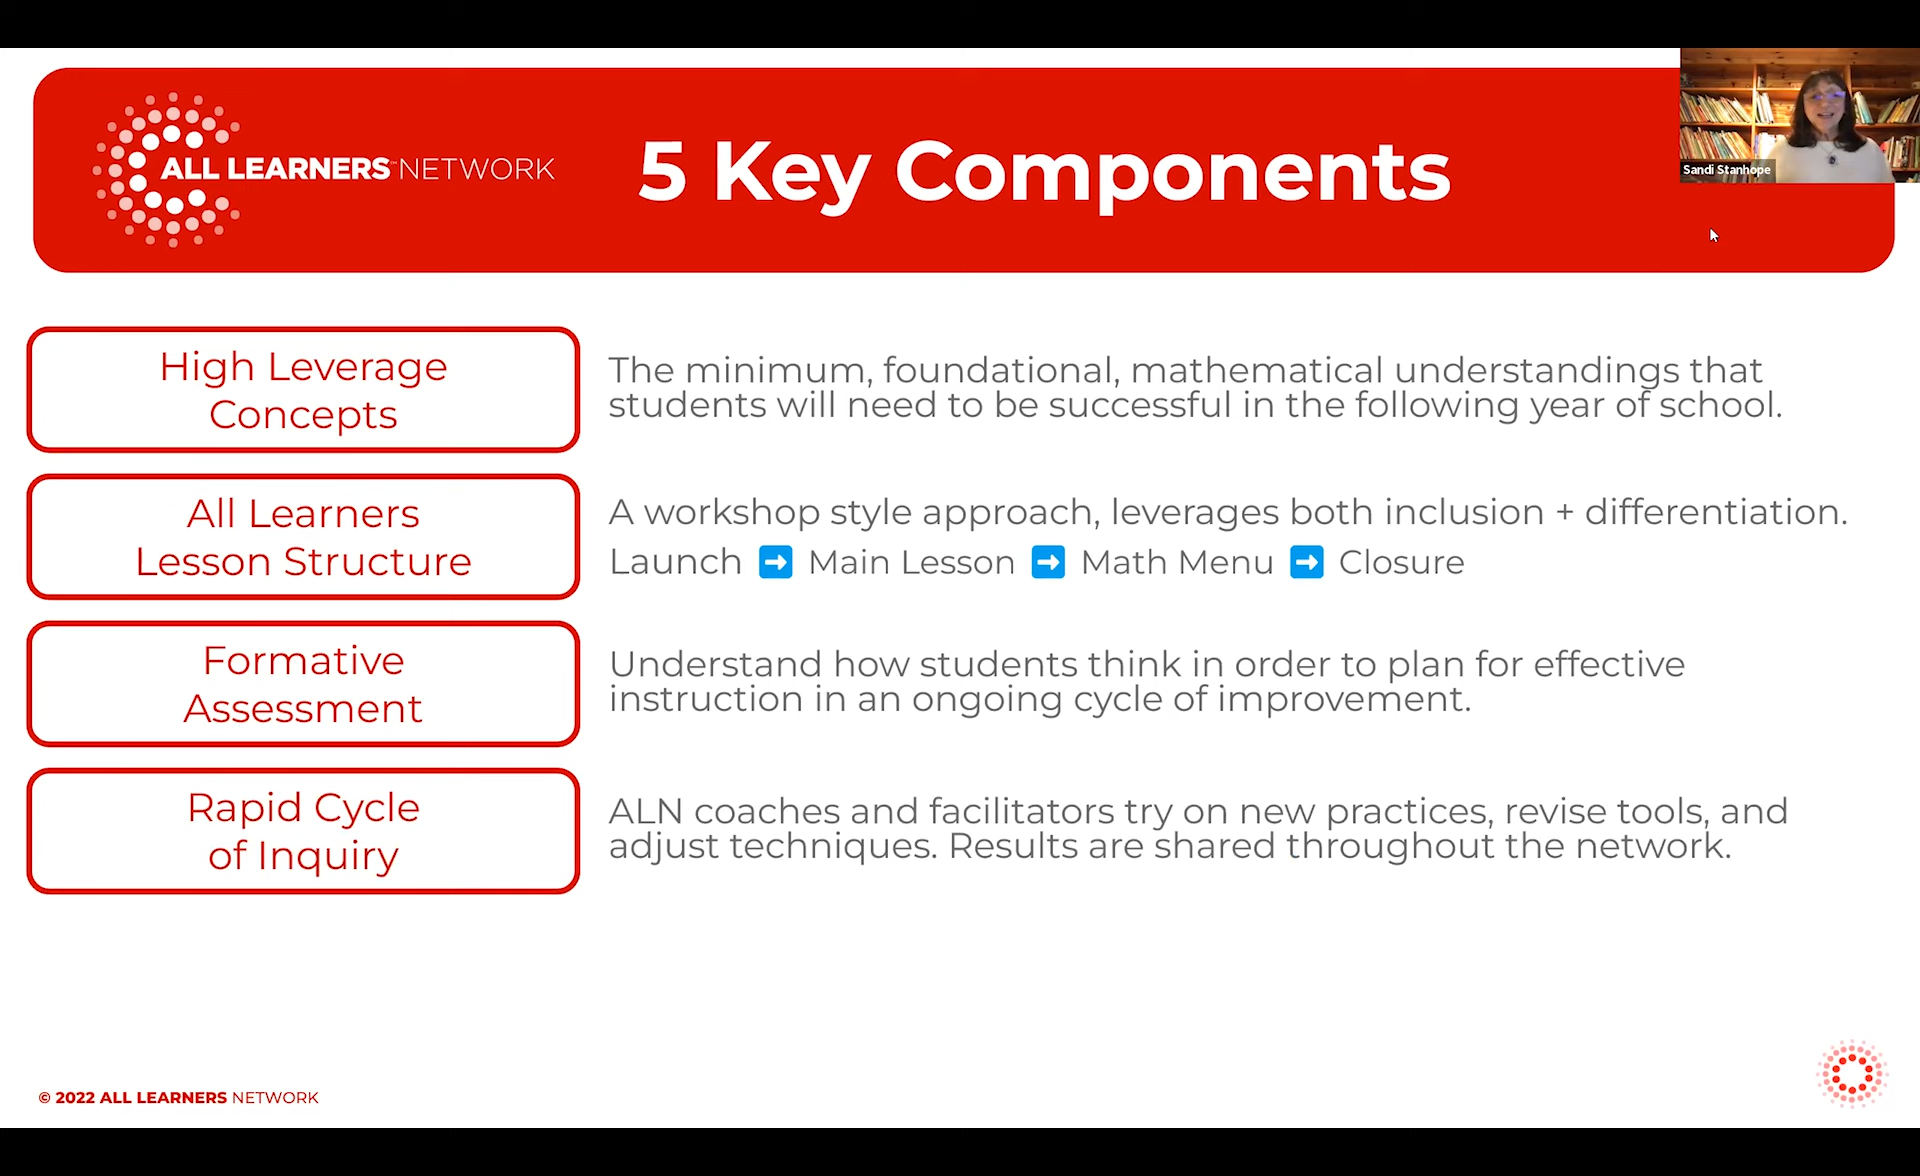 ALL LEARNERS™NETWORK
5 Key Components
Sandi Stanhope
High Leverage
Concepts
The minimum, foundational, mathematical understandings that
students will need to be successful in the following year of school.
All Learners
Lesson Structure
A workshop style approach, leverages both inclusion + differentiation.
Launch ➡ Main Lesson ➡ Math Menu ➡ Closure
Formative
Assessment
Understand how students think in order to plan for effective
instruction in an ongoing cycle of improvement.
Rapid Cycle
of Inquiry
ALN coaches and facilitators try on new practices, revise tools, and
adjust techniques. Results are shared throughout the network.
© 2022 ALL LEARNERS NETWORK